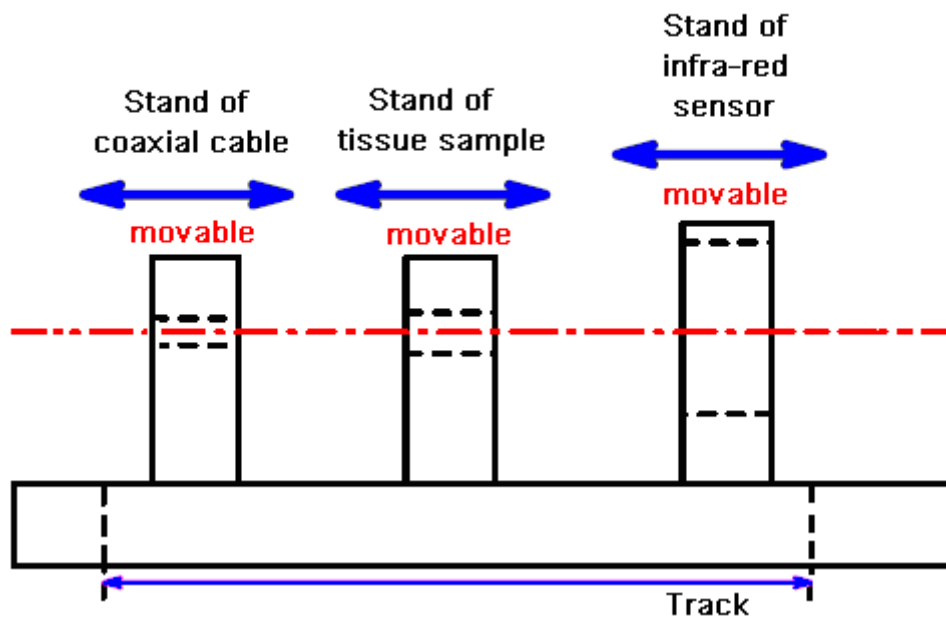 Stand of
coaxial cable
movable
Stand of
tissue sample
movable
Stand of
infra-red
sensor
movable
Track